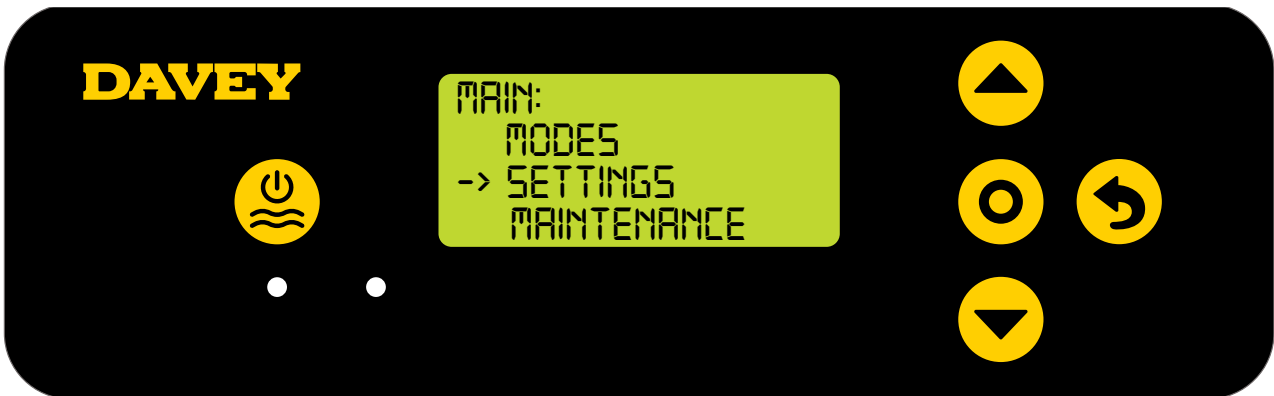 DAVEY
MAIN:
MODES
-> SETTINGS
MAINTENANCE